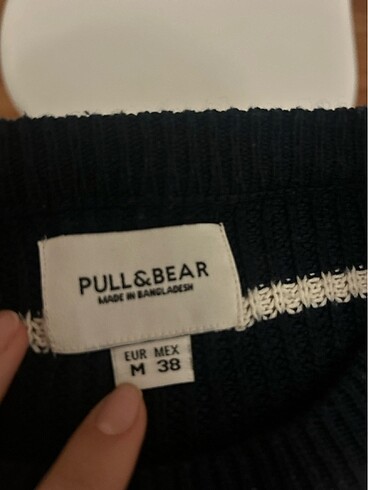 PULL&BEAR
MADE IN BANGLADESH
EUR MEX
M 38